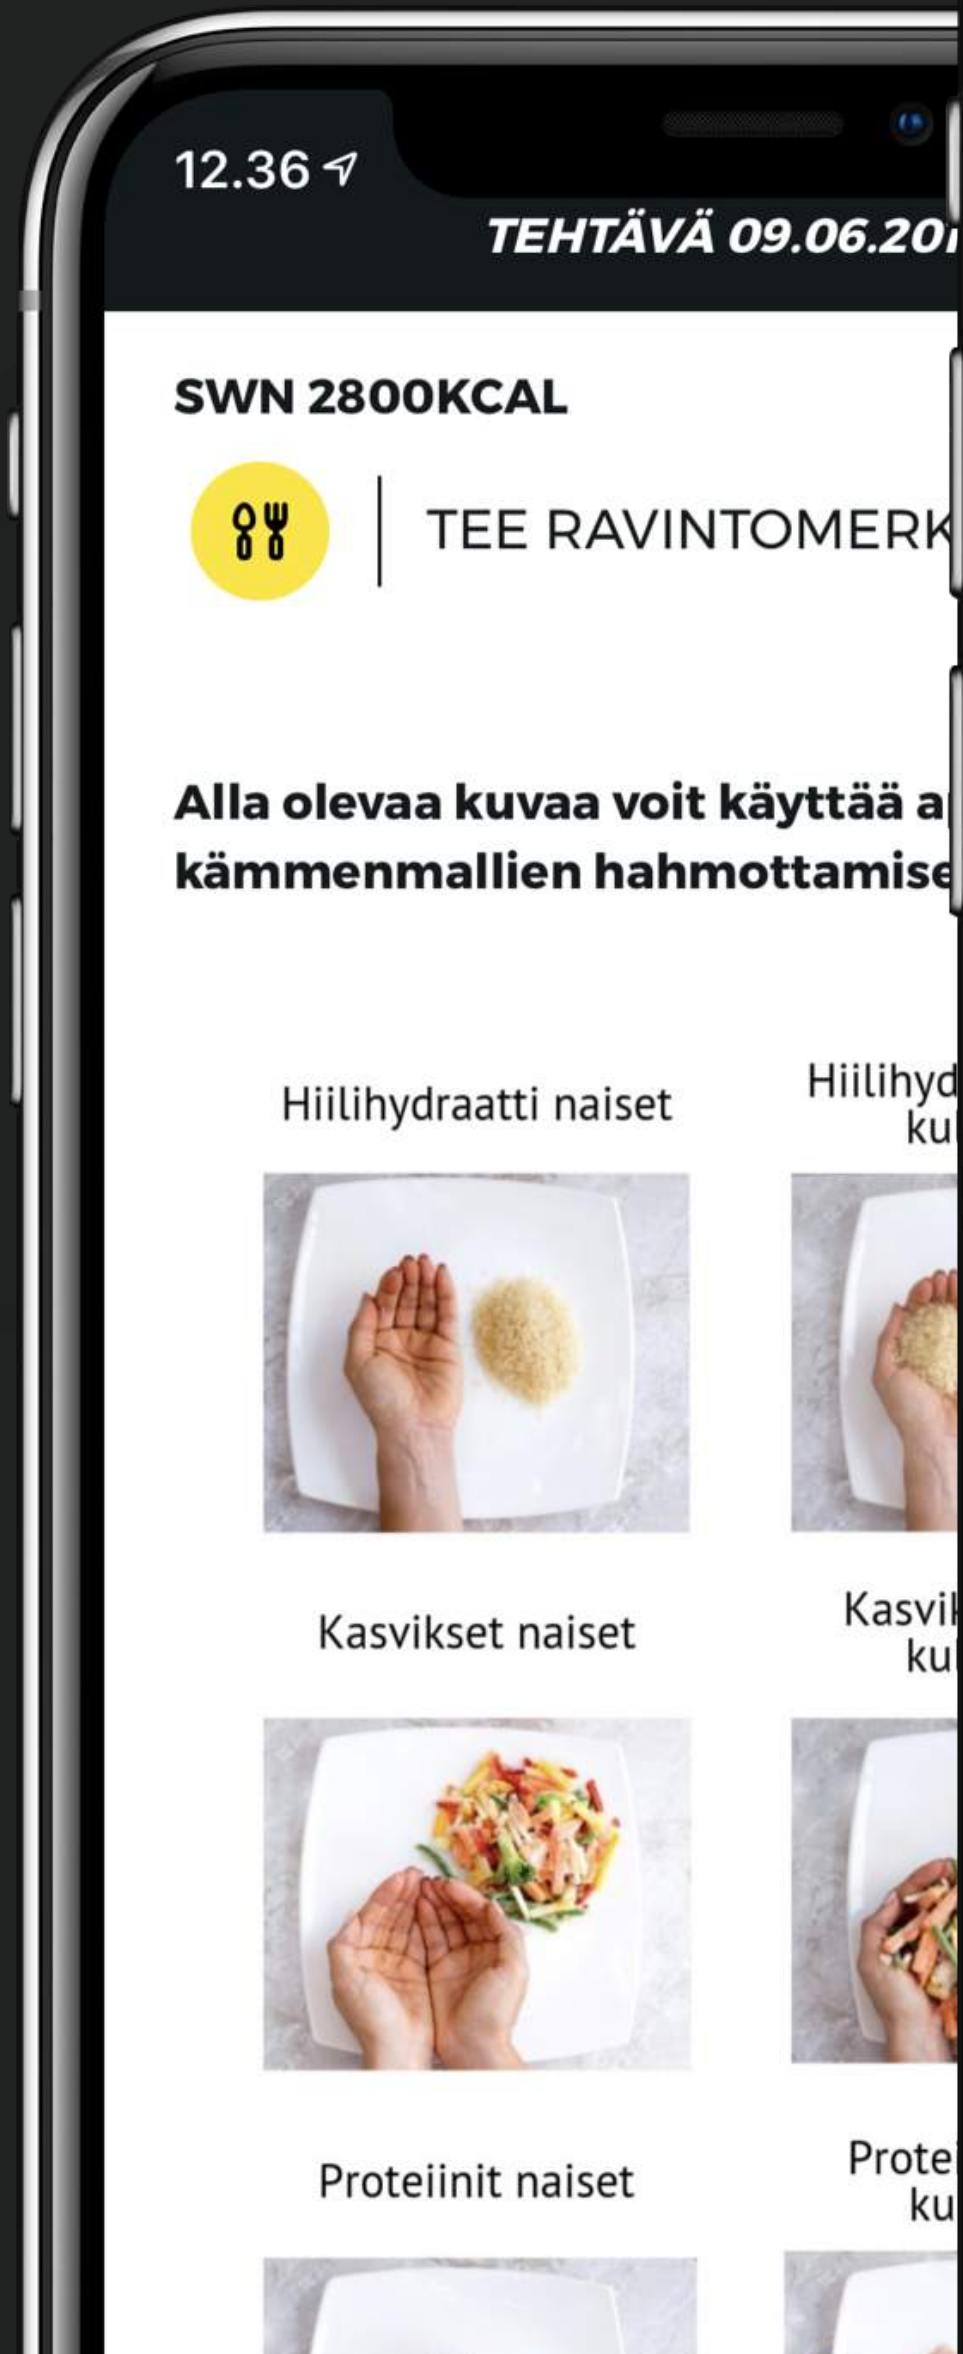 12.36
TEHTÄVÄ 09.06.20
SWN 2800KCAL
TEE RAVINTOMERK
Alla olevaa kuvaa voit käyttää a
kämmenmallien hahmottamise
Hiilihydraatti naiset
Hiilihyd
ku
Kasvikset naiset
Kasvik
ku
Proteiinit naiset
Prote
ku